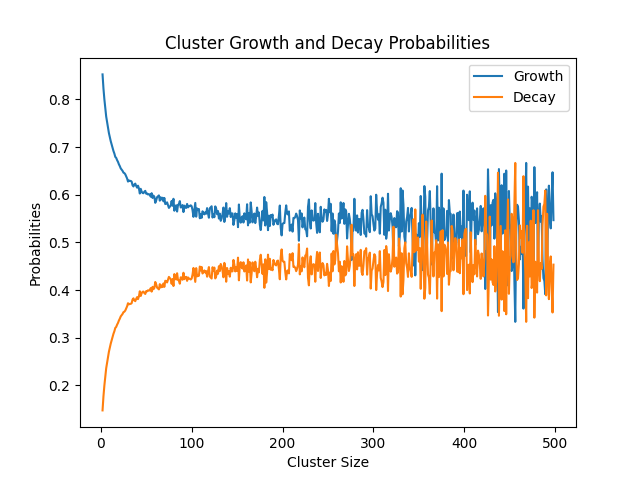 Cluster Growth and Decay Probabilities
Growth
Decay
Probabilities
0.8
0.7
0.6
0.5
0.4
0.3
0.2
0 100 200 300 400 500
Cluster Size